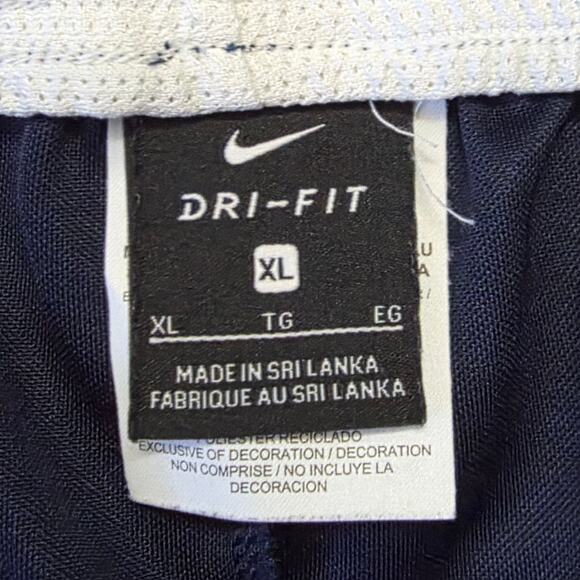 DRI-FIT
XL
XL TG EG
MADE IN SRI LANKA
FABRIQUE AU SRI LANKA
POLIESTER RECICLADO
EXCLUSIVE OF DECORATION / DECORATION
NON COMPRISE / NO INCLUYE LA
DECORACION